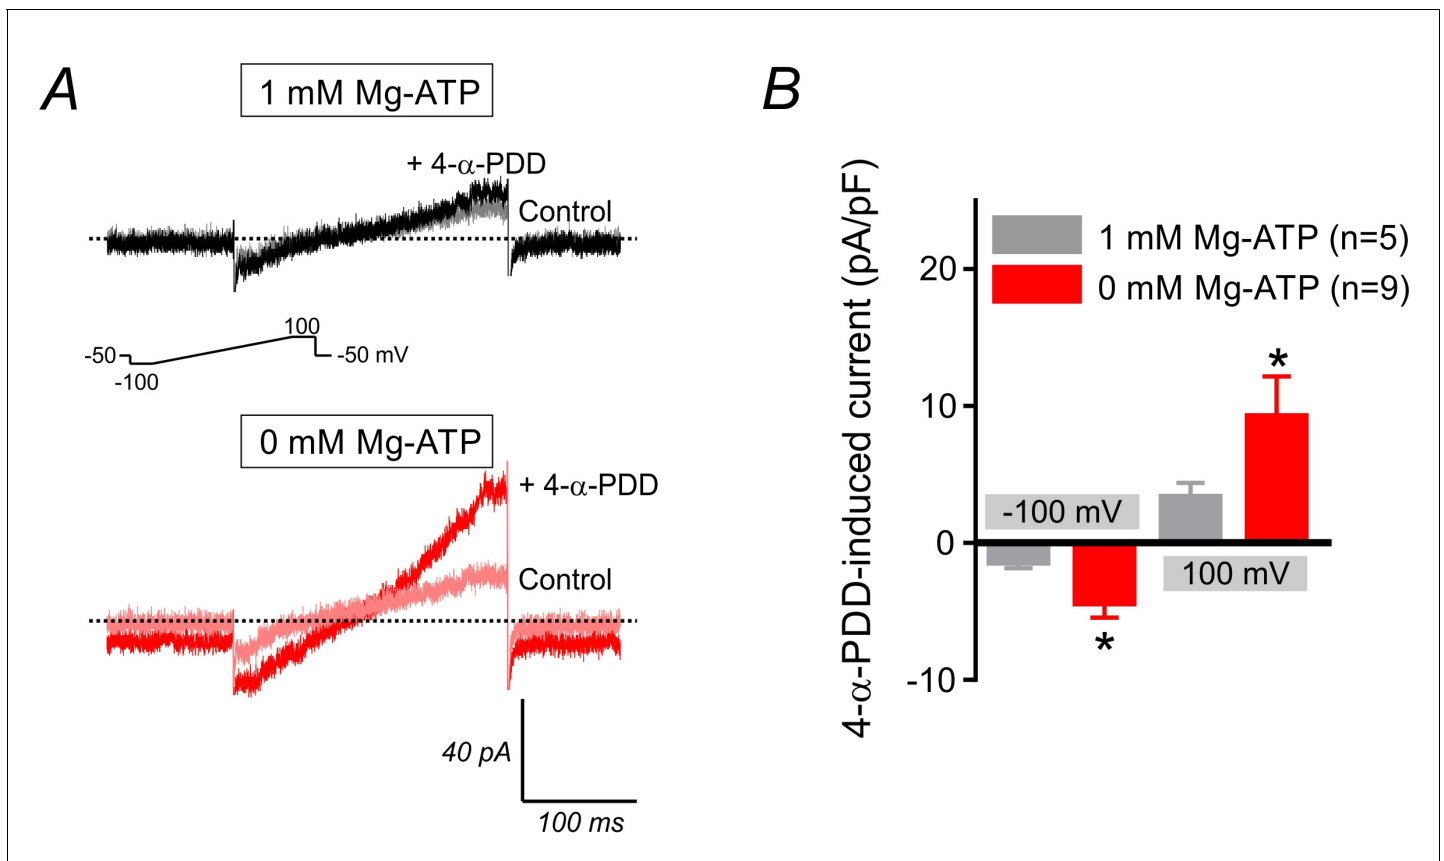 A
1 mM Mg-ATP
+ 4-α-PDD
Control
100
-50
-50 mV
-100
0 mM Mg-ATP
+ 4-α-PDD
Control
40 pA
100 ms
B
4-α-PDD-induced current (pA/pF)
20
10
0
-10
1 mM Mg-ATP (n=5)
0 mM Mg-ATP (n=9)
*
-100 mV
100 mV
*